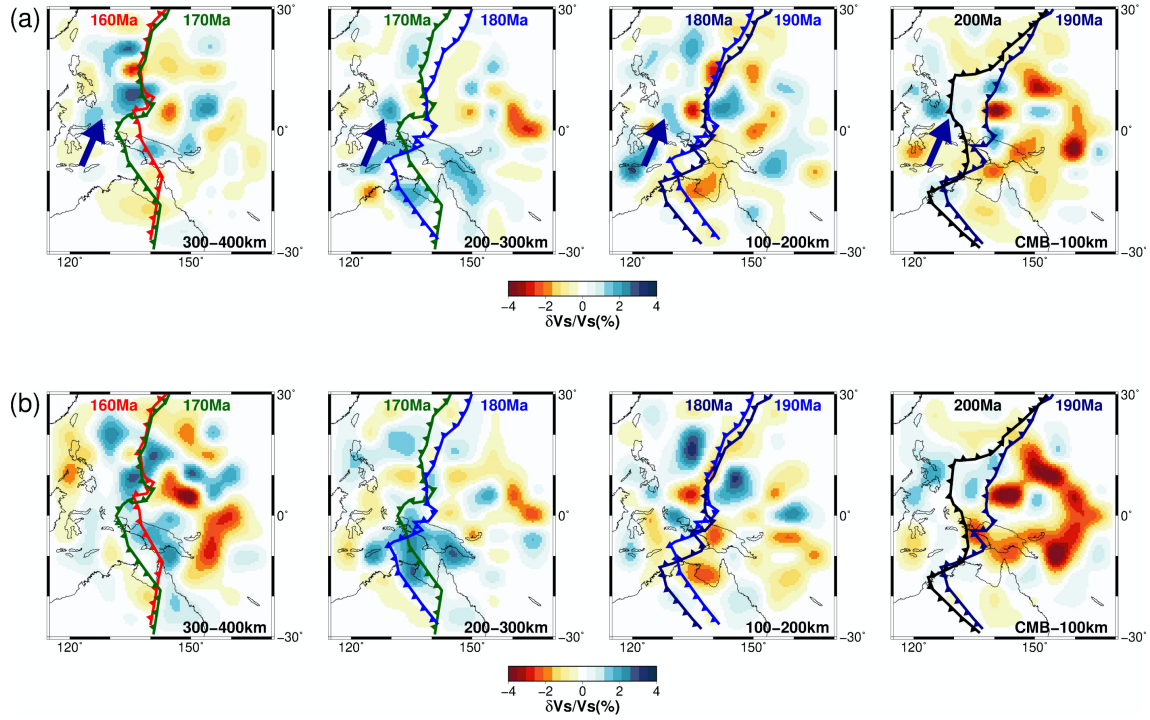 (a)
160Ma 170Ma
300−400km
170Ma 180Ma
200−300km
180Ma 190Ma
100−200km
200Ma 190Ma
CMB−100km
30˚
0˚
−30˚
120˚ 150˚
30˚
0˚
−30˚
120˚ 150˚
30˚
0˚
−30˚
120˚ 150˚
30˚
0˚
−30˚
120˚ 150˚
−4 −2 0 2 4
δVs/Vs(%)
(b)
160Ma 170Ma
300−400km
170Ma 180Ma
200−300km
180Ma 190Ma
100−200km
200Ma 190Ma
CMB−100km
30˚
0˚
−30˚
120˚ 150˚
30˚
0˚
−30˚
120˚ 150˚
30˚
0˚
−30˚
120˚ 150˚
30˚
0˚
−30˚
120˚ 150˚
−4 −2 0 2 4
δVs/Vs(%)